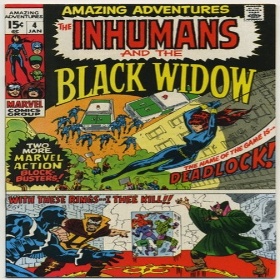 AMAZING ADVENTURES
AMAZING
ADVENTURES
15¢
4
JAN
MARVEL
COMICS
GROUP
THE
INHUMANS
AND THE
BLACK WIDOW
TWO MORE
MARVEL
ACTION
BLOCK-
BUSTERS!
THE NAME OF THE GAME IS
DEADLOCK!
WITH THESE RINGS--I THEE KILL!!